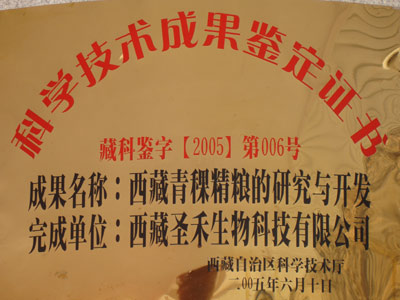 科学技术成果鉴定证书
藏科鉴字【2005】第006号
成果名称：西藏青稞精粮的研究与开发
完成单位：西藏圣禾生物科技有限公司
西藏自治区科学技术厅
二00五年六月十日